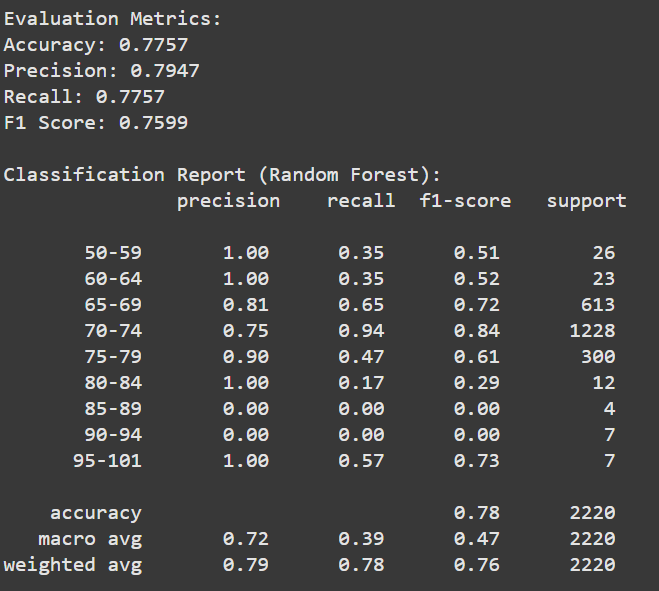 Evaluation Metrics:
Accuracy: 0.7757
Precision: 0.7947
Recall: 0.7757
F1 Score: 0.7599

Classification Report (Random Forest):
              precision    recall  f1-score   support

       50-59       1.00      0.35      0.51        26
       60-64       1.00      0.35      0.52        23
       65-69       0.81      0.65      0.72       613
       70-74       0.75      0.94      0.84      1228
       75-79       0.90      0.47      0.61       300
       80-84       1.00      0.17      0.29        12
       85-89       0.00      0.00      0.00         4
       90-94       0.00      0.00      0.00         7
      95-101       1.00      0.57      0.73         7

    accuracy                           0.78      2220
   macro avg       0.72      0.39      0.47      2220
weighted avg       0.79      0.78      0.76      2220